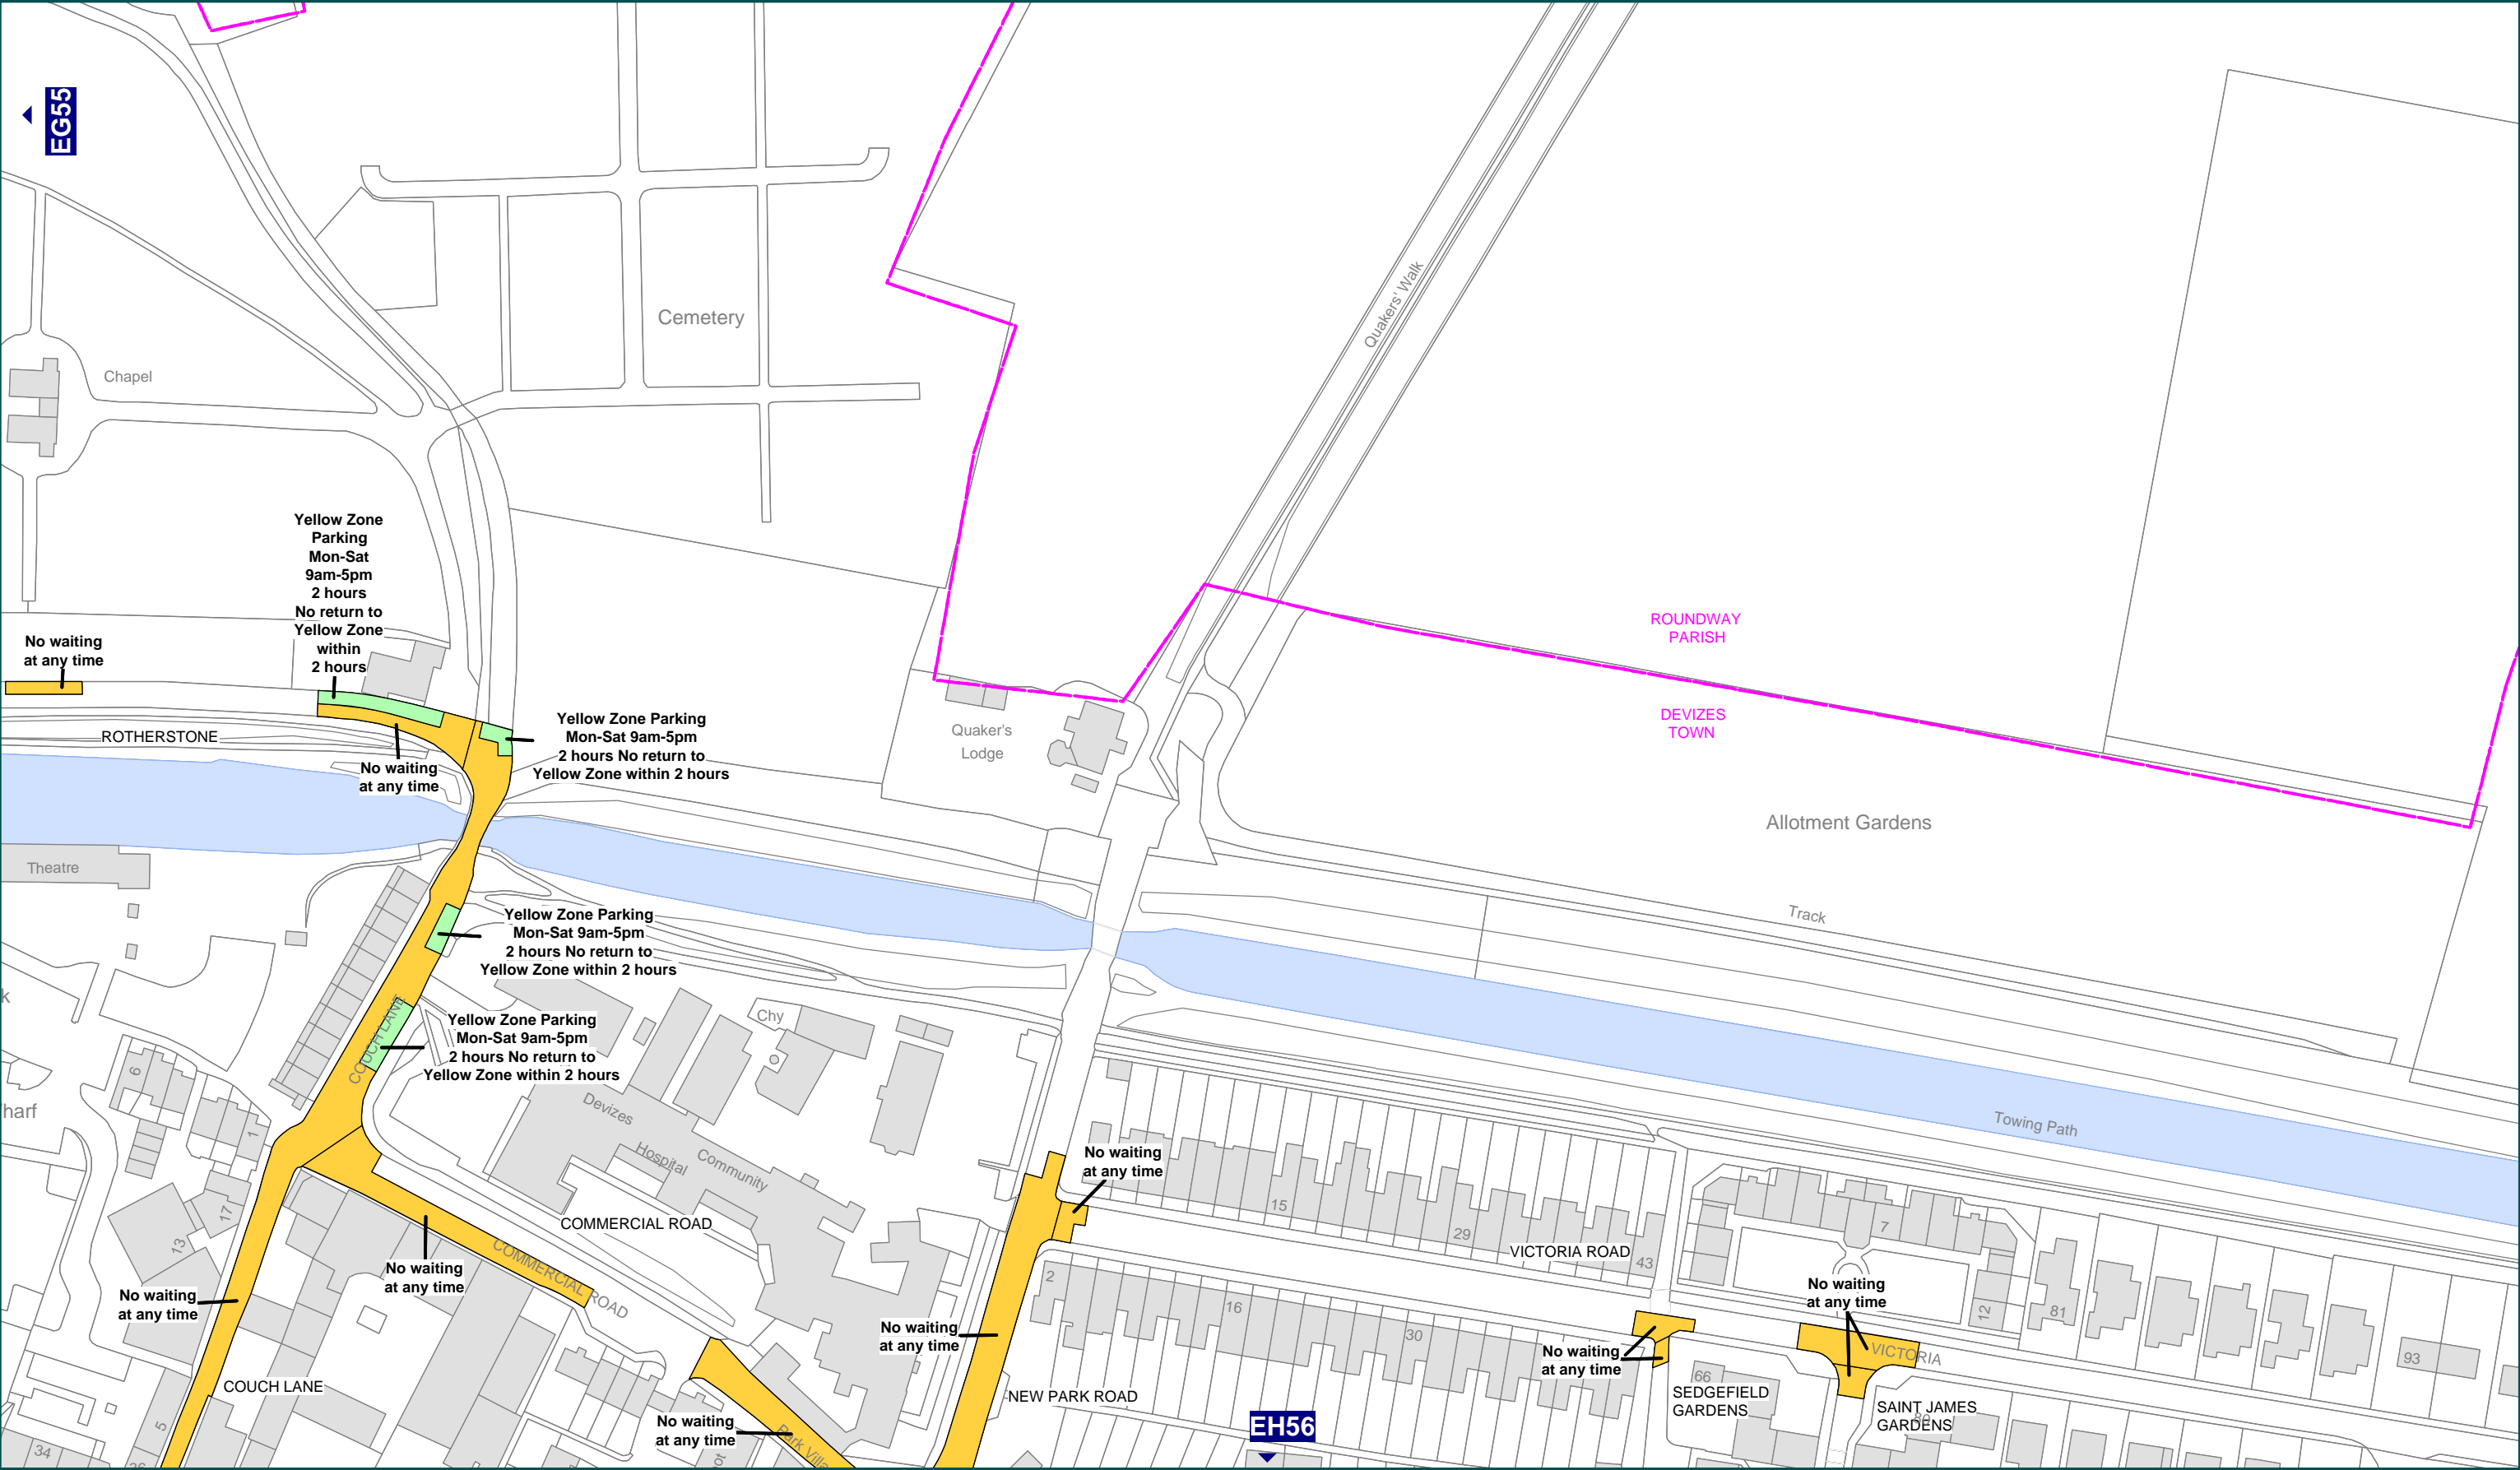 EG55
Cemetery
Quakers' Walk
Chapel
Yellow Zone
Parking
Mon-Sat
9am-5pm
2 hours
No return to
Yellow Zone
within
2 hours
No waiting
at any time
ROTHERSTONE
No waiting
at any time
Yellow Zone Parking
Mon-Sat 9am-5pm
2 hours No return to
Yellow Zone within 2 hours
Quaker's
Lodge
ROUNDWAY
PARISH
DEVIZES
TOWN
Allotment Gardens
Theatre
Yellow Zone Parking
Mon-Sat 9am-5pm
2 hours No return to
Yellow Zone within 2 hours
Track
k
COUCH LANE
Yellow Zone Parking
Mon-Sat 9am-5pm
2 hours No return to
Yellow Zone within 2 hours
Chy
6
harf
1
Devizes
Community
Hospital
Towing Path
No waiting
at any time
17
13
COMMERCIAL ROAD
15
29
VICTORIA ROAD
43
7
12
81
93
No waiting
at any time
COMMERCIAL ROAD
No waiting
at any time
2
16
30
No waiting
at any time
No waiting
at any time
No waiting
at any time
VICTORIA
66
SEDGEFIELD
GARDENS
SAINT JAMES
GARDENS
80
COUCH LANE
NEW PARK ROAD
No waiting
at any time
Park Villa
EH56
5
34
36
ot